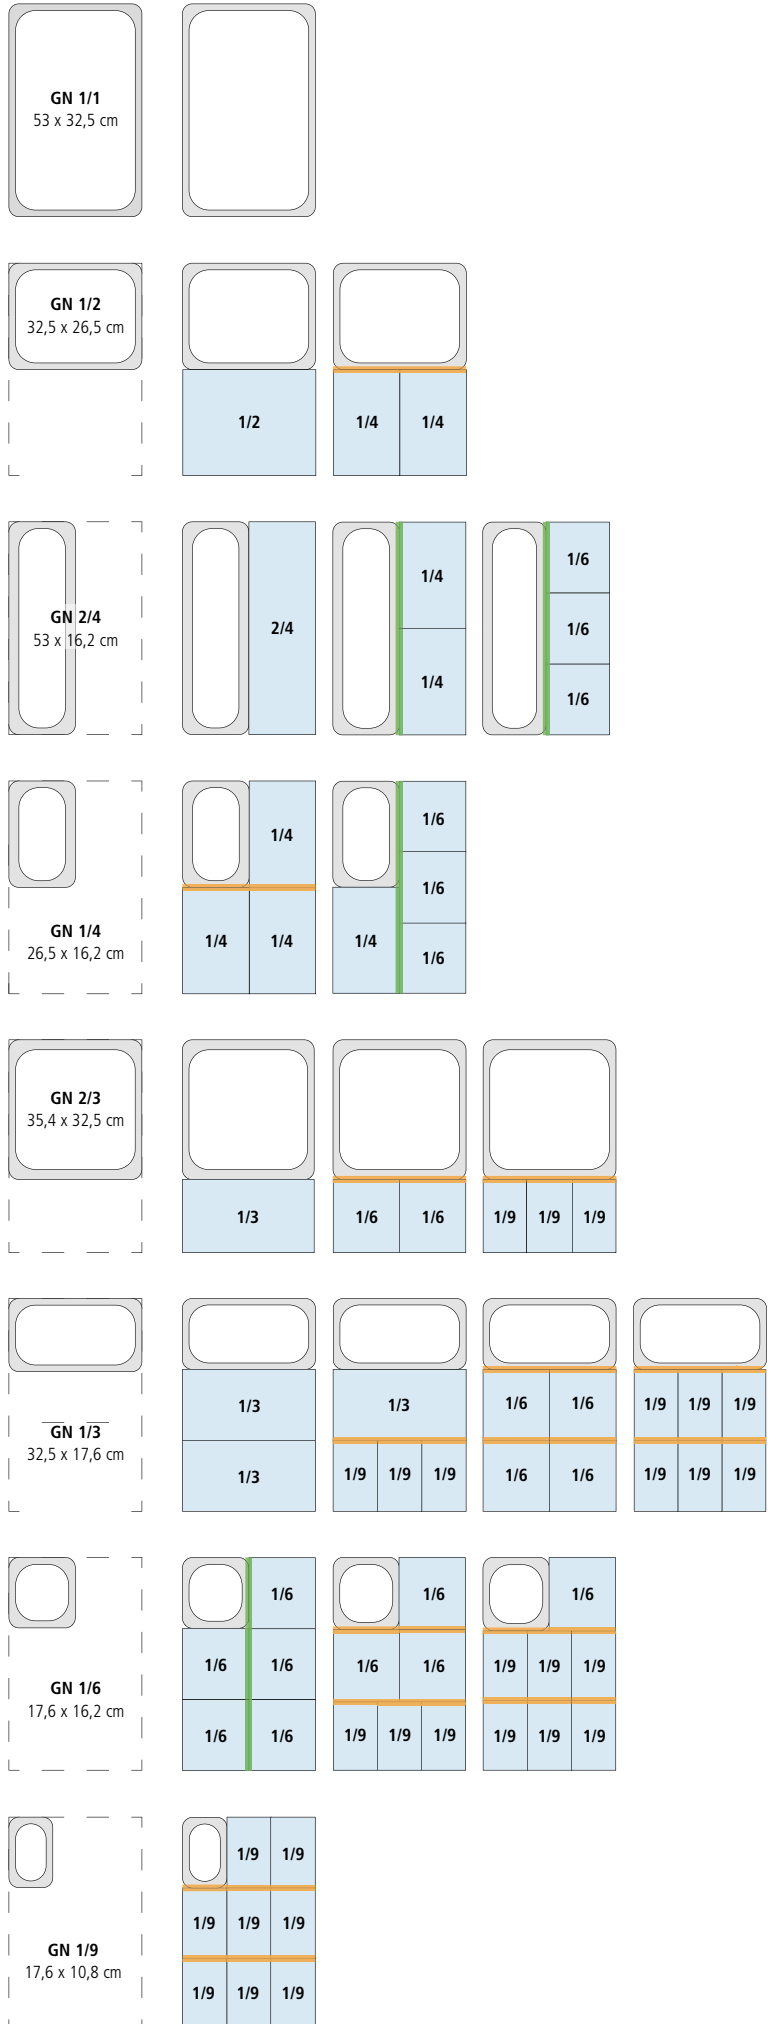 GN 1/1
53 x 32,5 cm
GN 1/2
32,5 x 26,5 cm
1/2
1/4 1/4
GN 2/4
53 x 16,2 cm
2/4
1/4
1/4
1/6
1/6
1/6
GN 1/4
26,5 x 16,2 cm
1/4
1/4 1/4
1/4
1/6
1/6
1/6
GN 2/3
35,4 x 32,5 cm
1/3
1/6 1/6
1/9 1/9 1/9
GN 1/3
32,5 x 17,6 cm
1/3
1/3
1/3
1/9 1/9 1/9
1/6 1/6
1/6 1/6
1/9 1/9 1/9
1/9 1/9 1/9
GN 1/6
17,6 x 16,2 cm
1/6
1/6 1/6
1/6 1/6
1/6
1/6 1/6
1/9 1/9 1/9
1/6
1/9 1/9 1/9
1/9 1/9 1/9
GN 1/9
17,6 x 10,8 cm
1/9 1/9
1/9 1/9 1/9
1/9 1/9 1/9